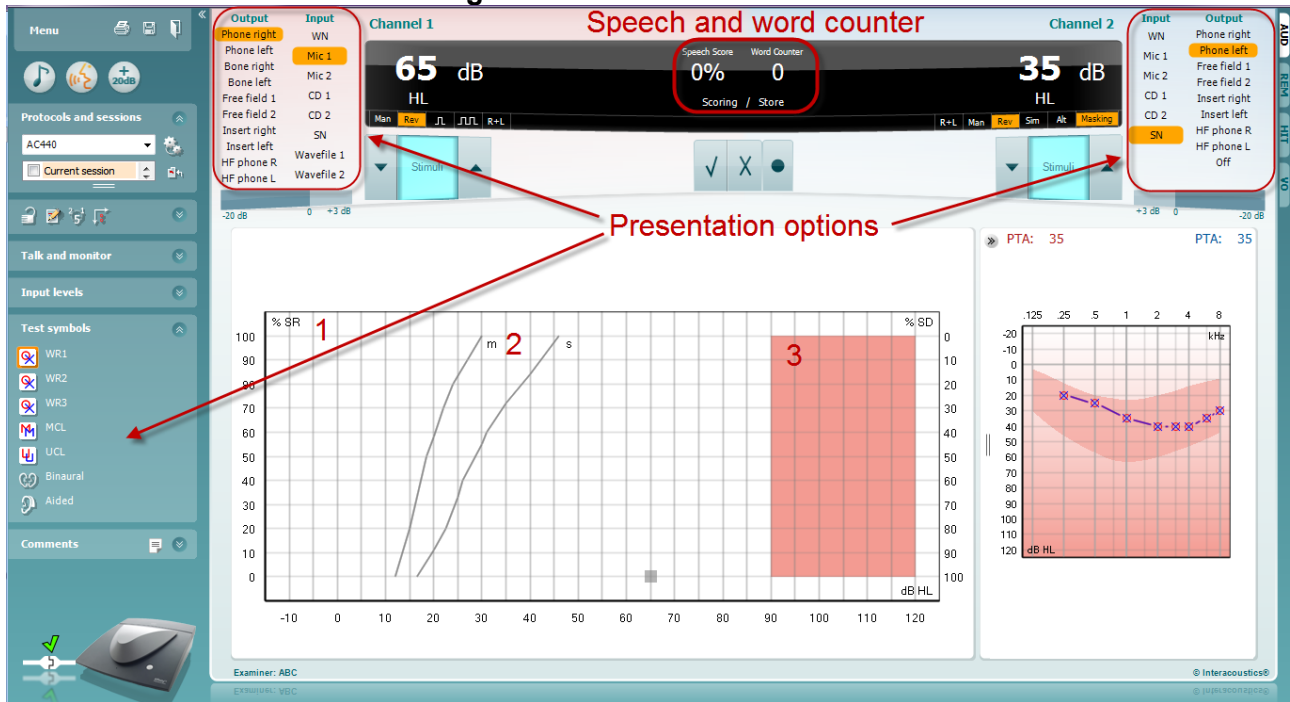 Menu
20dB
Protocols and sessions
AC440
Current session
Talk and monitor
Input levels
Test symbols
WR1
WR2
WR3
MCL
UCL
Binaural
Aided
Comments
Output Input
Phone right WN
Phone left Mic 1
Bone right Mic 2
Bone left CD 1
Free field 1 CD 2
Free field 2 SN
Insert right Wavefile 1
Insert left Wavefile 2
HF phone R
HF phone L
-20 dB 0 +3 dB
Channel 1
Speech and word counter
Channel 2
65 dB
HL
Man Rev R+L
Speech Score Word Counter
0% 0
Scoring / Store
35 dB
HL
R+L Man Rev Sim Alt Masking
Stimuli
Stimuli
Input Output
WN Phone right
Mic 1 Phone left
Mic 2 Free field 1
CD 1 Free field 2
CD 2 Insert right
SN Insert left
HF phone R
HF phone L
Off
+3 dB 0 -20 dB
AUD
REM
HIT
VO
Presentation options
% SR 1
m 2 s
3
% SD
100 90 80 70 60 50 40 30 20 10 0
0 10 20 30 40 50 60 70 80 90 100
dB HL
-10 0 10 20 30 40 50 60 70 80 90 100 110 120
PTA: 35
PTA: 35
.125 .25 .5 1 2 4 8
kHz
-20 -10 0 10 20 30 40 50 60 70 80 90 100 110 120
dB HL
Examiner: ABC
© Interacoustics®